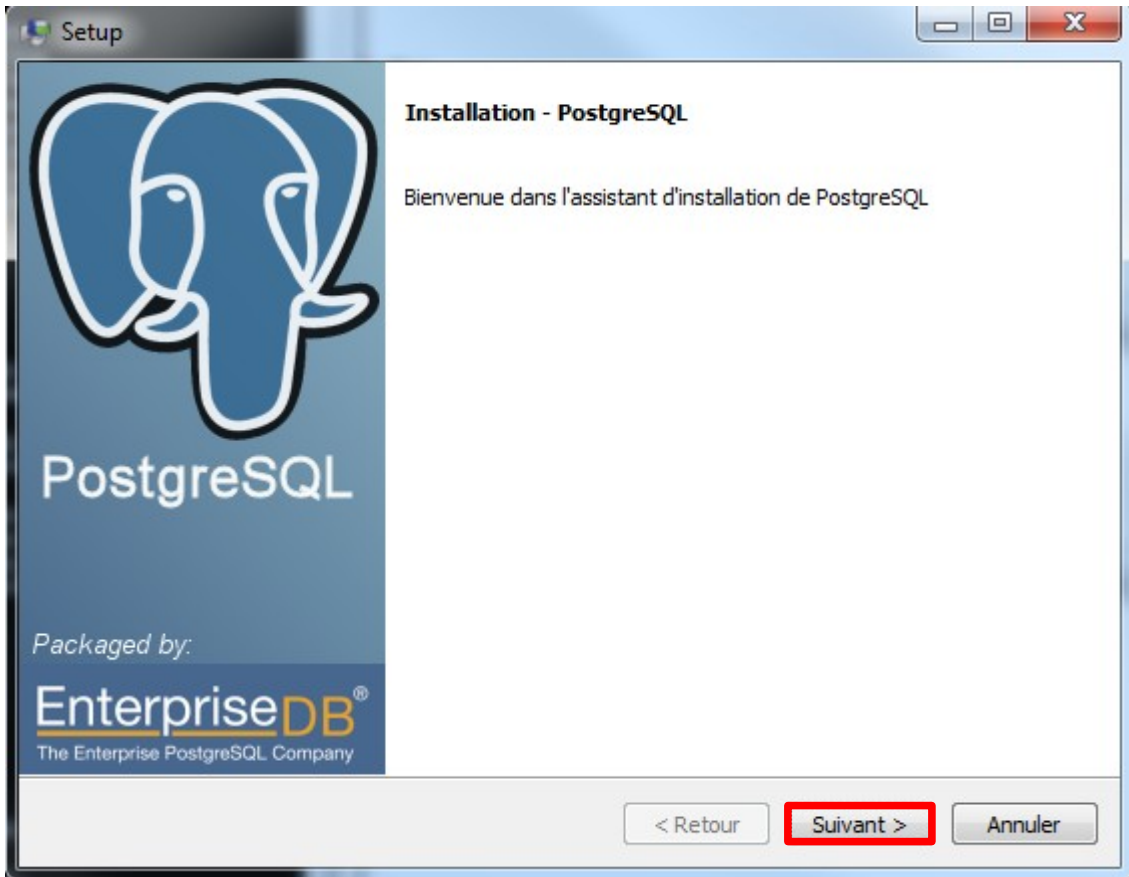 Setup
Installation - PostgreSQL
Bienvenue dans l'assistant d'installation de PostgreSQL
PostgreSQL
Packaged by:
EnterpriseDB®
The Enterprise PostgreSQL Company
< Retour
Suivant >
Annuler